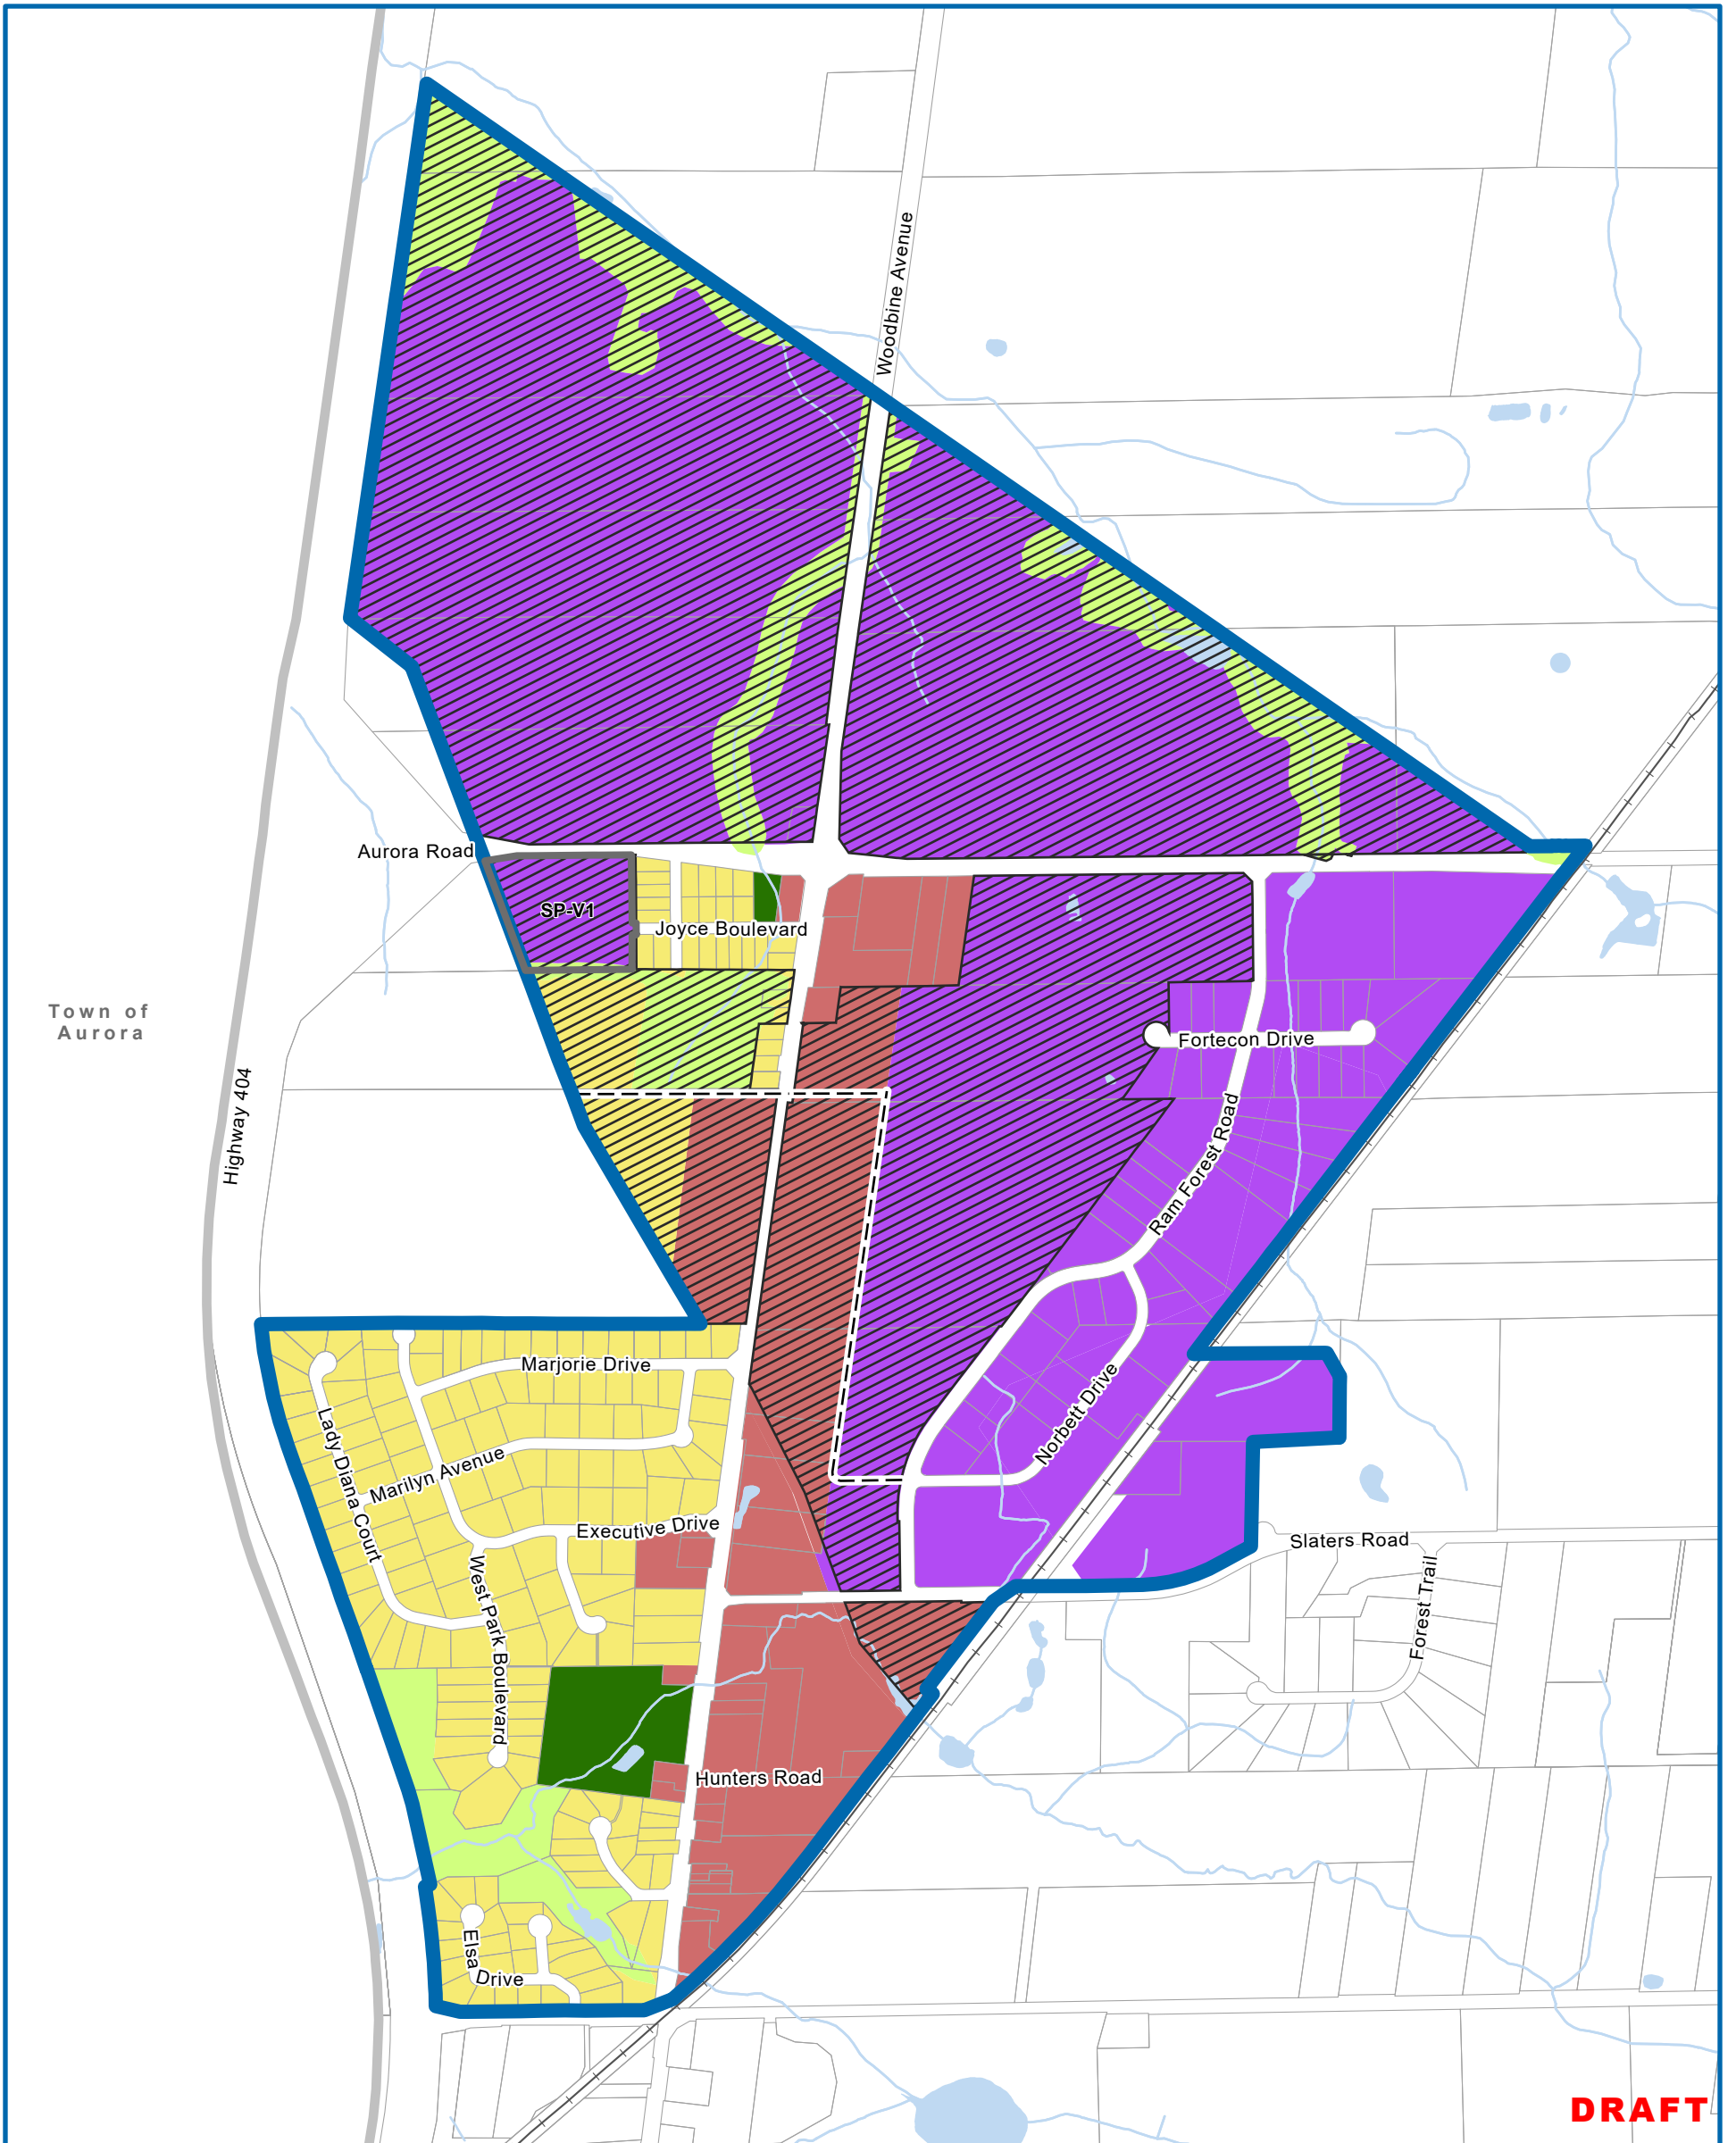 Woodbine Avenue
Aurora Road
SP-V1
Joyce Boulevard
Town of
Aurora
Fortecon Drive
Highway 404
Ram Forest Road
Marjorie Drive
Norbett Drive
Lady Diana Court
Marilyn Avenue
Executive Drive
Slaters Road
West Park Boulevard
Forest Trail
Hunters Road
Elsa
Drive
DRAFT